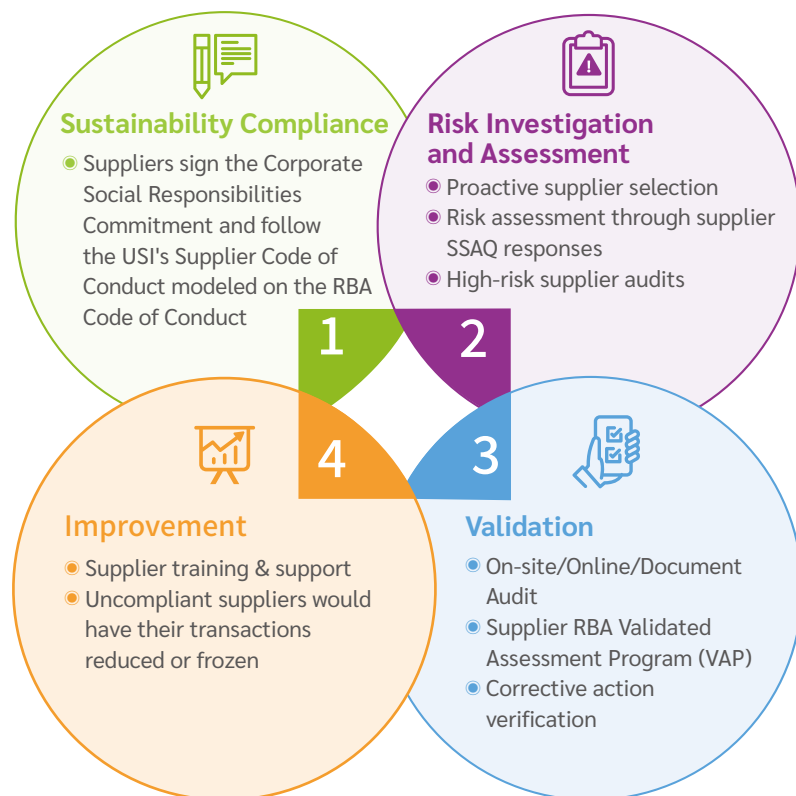 Sustainability Compliance
Suppliers sign the Corporate
Social Responsibilities
Commitment and follow
the USI's Supplier Code of
Conduct modeled on the RBA
Code of Conduct
1
Risk Investigation
and Assessment
Proactive supplier selection
Risk assessment through supplier
SSAQ responses
High-risk supplier audits
2
3
Validation
On-site/Online/Document
Audit
Supplier RBA Validated
Assessment Program (VAP)
Corrective action
verification
4
Improvement
Supplier training & support
Uncompliant suppliers would
have their transactions
reduced or frozen